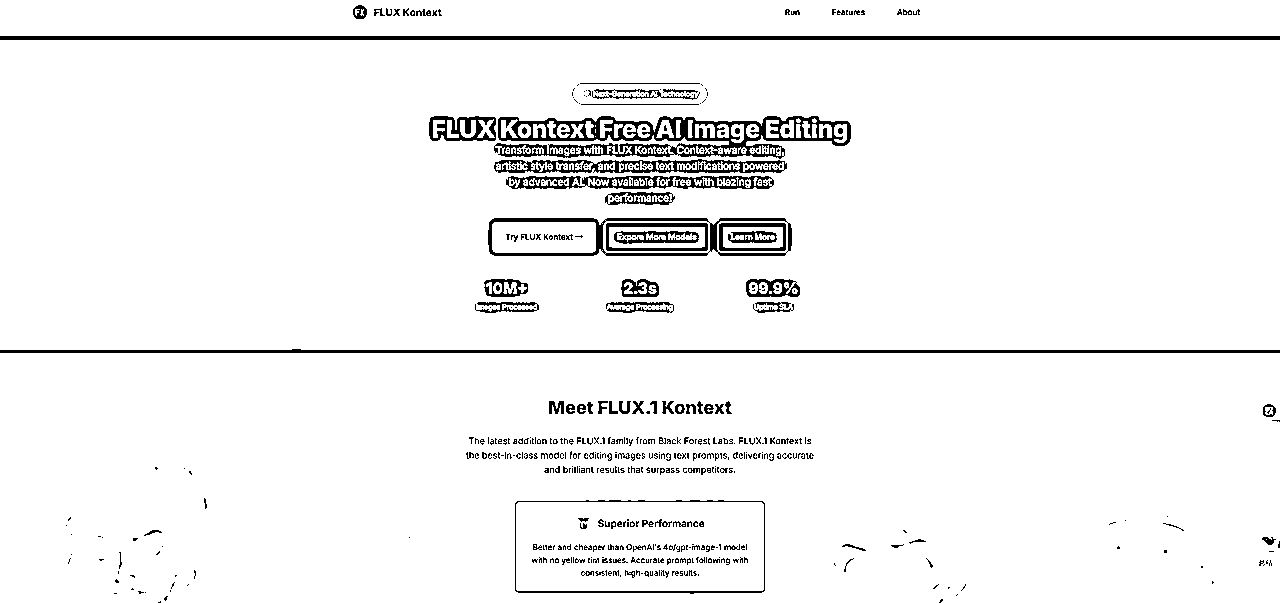 FX FLUX Kontext
Run Features About
Next-Generation AI Technology
FLUX Kontext Free AI Image Editing
Transform images with FLUX Kontext. Context-aware editing,
artistic style transfer, and precise text modifications powered
by advanced AI. Now available for free with blazing fast
performance!
Try FLUX Kontext →
Explore More Models
Learn More
10M+ 2.3s 99.9%
Images Processed Average Processing Uptime SLA
Meet FLUX.1 Kontext
The latest addition to the FLUX.1 family from Black Forest Labs. FLUX.1 Kontext is
the best-in-class model for editing images using text prompts, delivering accurate
and brilliant results that surpass competitors.
Superior Performance
Better and cheaper than OpenAI's 4o/gpt-image-1 model
with no yellow tint issues. Accurate prompt following with
consistent, high-quality results.